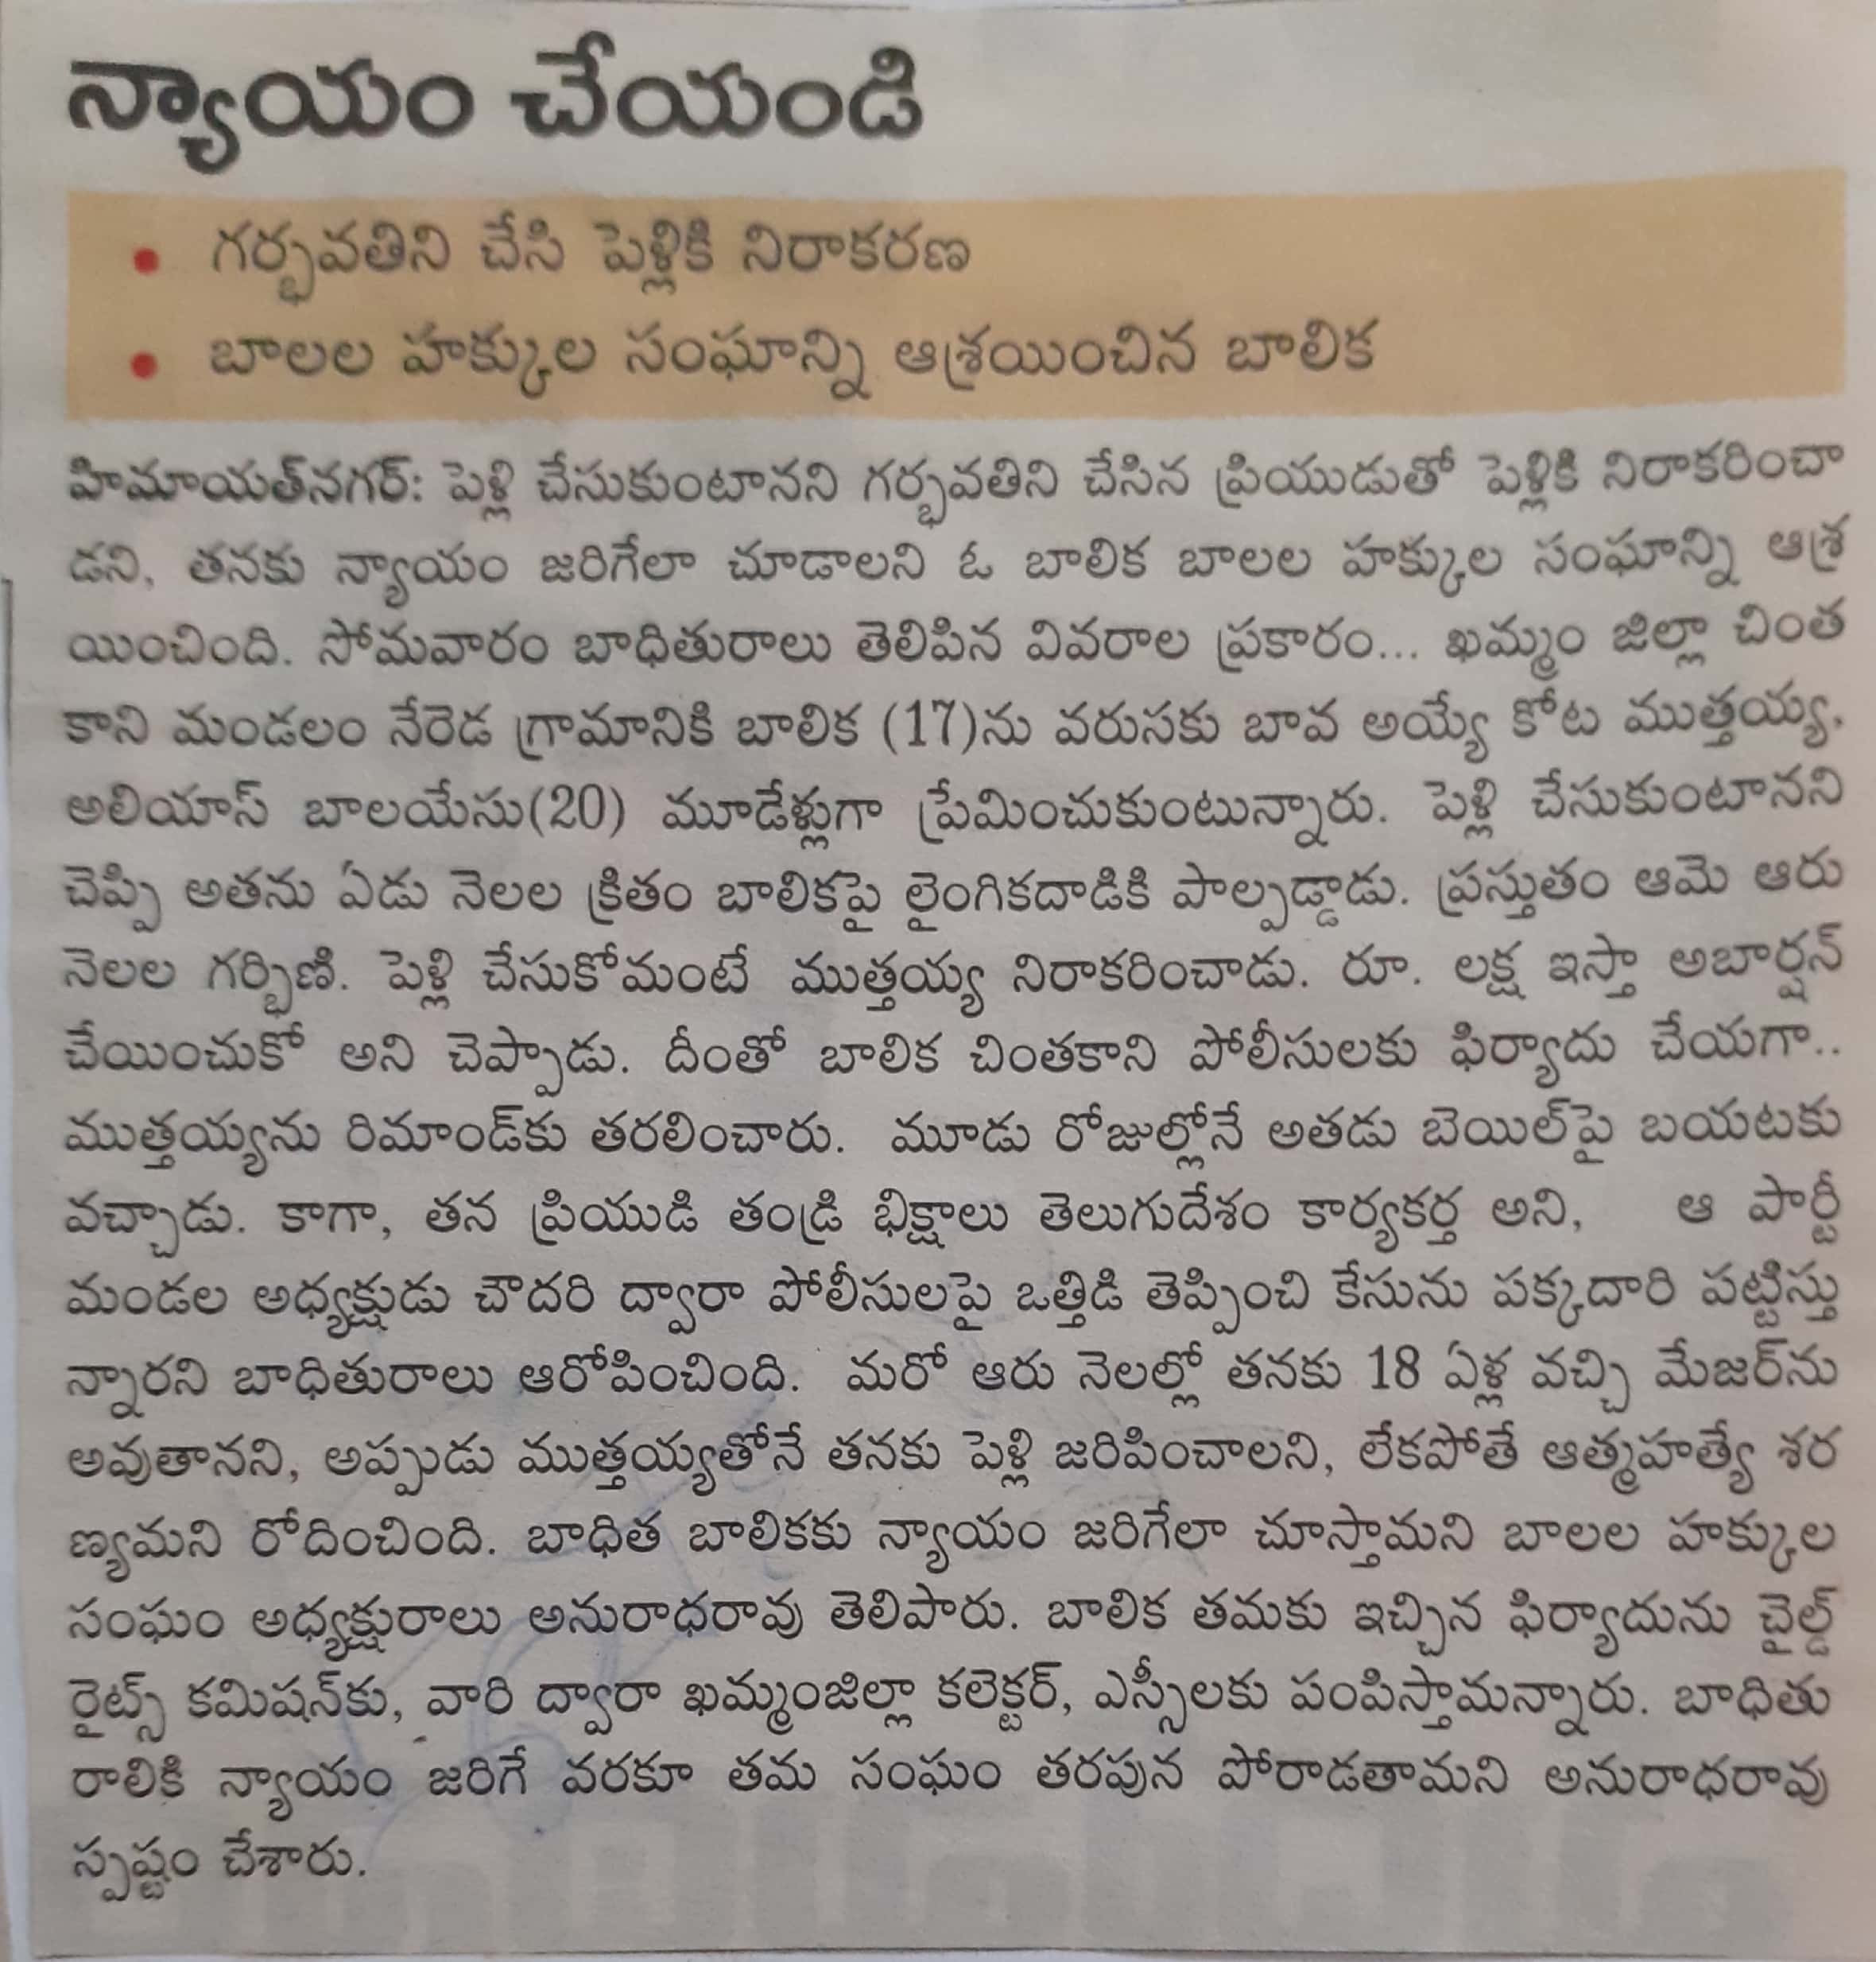 న్యాయం చేయండి
• గర్భవతిని చేసి పెళ్లికి నిరాకరణ
• బాలల హక్కుల సంఘాన్ని ఆశ్రయించిన బాలిక
హిమాయత్‌నగర్: పెళ్లి చేసుకుంటానని గర్భవతిని చేసిన ప్రియుడుతో పెళ్లికి నిరాకరించా
డని, తనకు న్యాయం జరిగేలా చూడాలని ఓ బాలిక బాలల హక్కుల సంఘాన్ని ఆశ్ర
యించింది. సోమవారం బాధితురాలు తెలిపిన వివరాల ప్రకారం... ఖమ్మం జిల్లా చింత
కాని మండలం నేరెడ గ్రామానికి బాలిక (17)ను వరుసకు బావ అయ్యే కోట ముత్తయ్య,
అలియాస్ బాలయేసు(20) మూడేళ్లుగా ప్రేమించుకుంటున్నారు. పెళ్లి చేసుకుంటానని
చెప్పి అతను ఏడు నెలల క్రితం బాలికపై లైంగికదాడికి పాల్పడ్డాడు. ప్రస్తుతం ఆమె ఆరు
నెలల గర్భిణి. పెళ్లి చేసుకోమంటే ముత్తయ్య నిరాకరించాడు. రూ. లక్ష ఇస్తా అబార్షన్
చేయించుకో అని చెప్పాడు. దీంతో బాలిక చింతకాని పోలీసులకు ఫిర్యాదు చేయగా..
ముత్తయ్యను రిమాండ్‌కు తరలించారు. మూడు రోజుల్లోనే అతడు బెయిల్‌పై బయటకు
వచ్చాడు. కాగా, తన ప్రియుడి తండ్రి భిక్షాలు తెలుగుదేశం కార్యకర్త అని, ఆ పార్టీ
మండల అధ్యక్షుడు చౌదరి ద్వారా పోలీసులపై ఒత్తిడి తెప్పించి కేసును పక్కదారి పట్టిస్తు
న్నారని బాధితురాలు ఆరోపించింది. మరో ఆరు నెలల్లో తనకు 18 ఏళ్ల వచ్చి మేజర్‌ను
అవుతానని, అప్పుడు ముత్తయ్యతోనే తనకు పెళ్లి జరిపించాలని, లేకపోతే ఆత్మహత్యే శర
ణ్యమని రోదించింది. బాధిత బాలికకు న్యాయం జరిగేలా చూస్తామని బాలల హక్కుల
సంఘం అధ్యక్షురాలు అనురాధరావు తెలిపారు. బాలిక తమకు ఇచ్చిన ఫిర్యాదును చైల్డ్
రైట్స్ కమిషన్‌కు, వారి ద్వారా ఖమ్మంజిల్లా కలెక్టర్, ఎస్పీలకు పంపిస్తామన్నారు. బాధితు
రాలికి న్యాయం జరిగే వరకూ తమ సంఘం తరపున పోరాడతామని అనురాధరావు
స్పష్టం చేశారు.